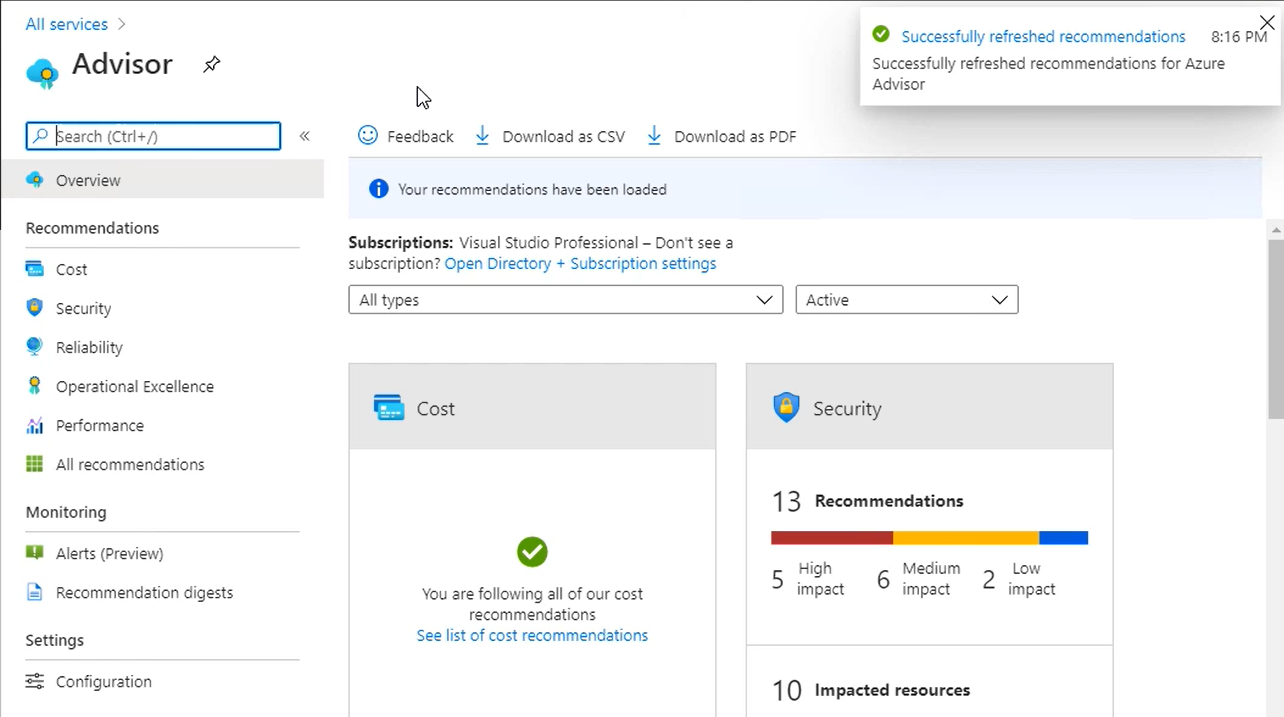 All services
Advisor
Successfully refreshed recommendations 8:16 PM
Successfully refreshed recommendations for Azure
Advisor
Search (Ctrl+/)
«
Overview
Recommendations
Cost
Security
Reliability
Operational Excellence
Performance
All recommendations
Monitoring
Alerts (Preview)
Recommendation digests
Settings
Configuration
Feedback
Download as CSV
Download as PDF
Your recommendations have been loaded
Subscriptions: Visual Studio Professional – Don't see a
subscription? Open Directory + Subscription settings
All types
Active
Cost
You are following all of our cost
recommendations
See list of cost recommendations
Security
13 Recommendations
5 High
impact
6 Medium
impact
2 Low
impact
10 Impacted resources